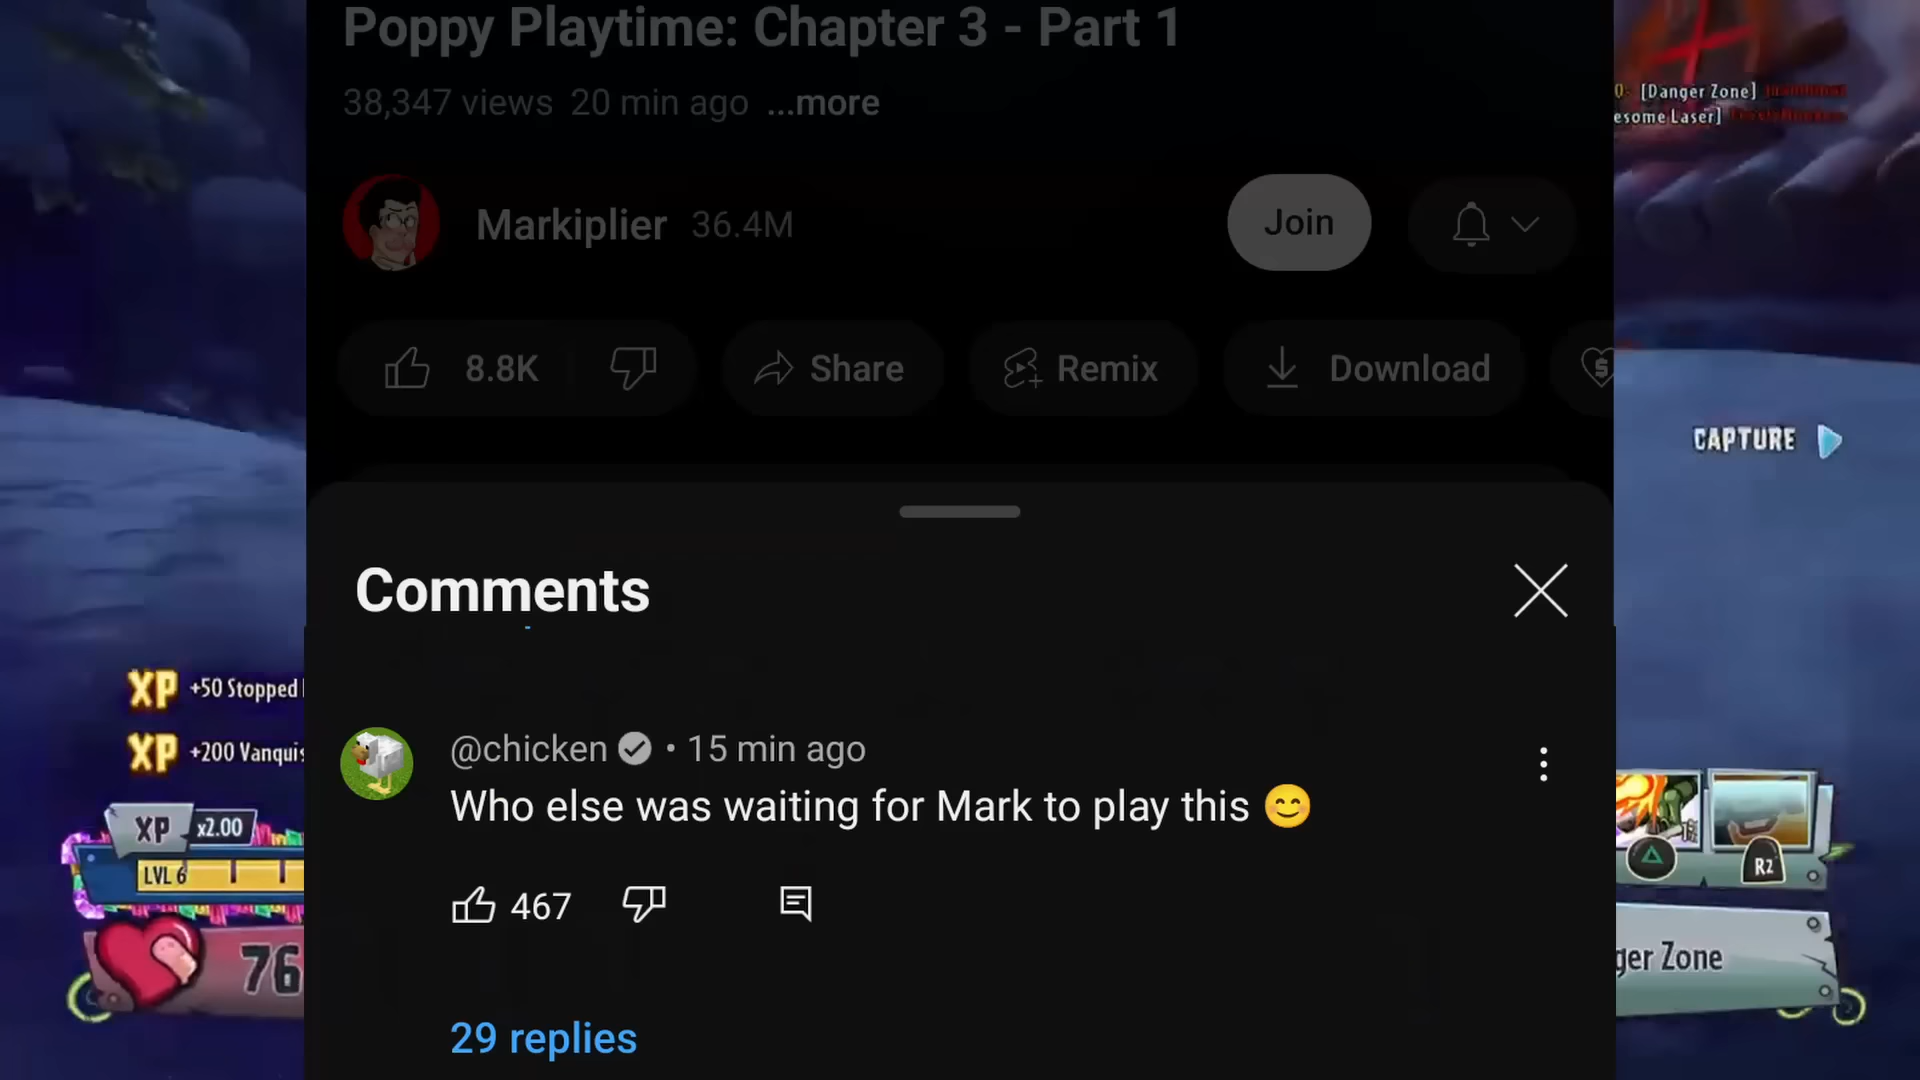 Poppy Playtime: Chapter 3 - Part 1
38,347 views 20 min ago ...more
[Danger Zone]
esome Laser]
Markiplier 36.4M
Join
8.8K
Share
Remix
Download
CAPTURE
Comments
XP +50 Stopped
XP +200 Vanquis
@chicken • 15 min ago
Who else was waiting for Mark to play this 😊
XP x2.00
LVL 6
R2
467
76
ger Zone
29 replies